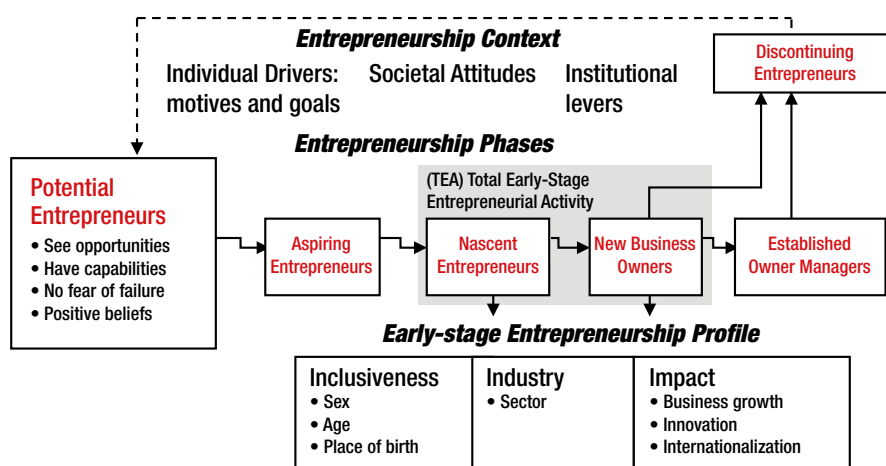 Entrepreneurship Context
Individual Drivers:
motives and goals
Societal Attitudes
Institutional
levers
Discontinuing
Entrepreneurs
Entrepreneurship Phases
Potential
Entrepreneurs
• See opportunities
• Have capabilities
• No fear of failure
• Positive beliefs
Aspiring
Entrepreneurs
(TEA) Total Early-Stage
Entrepreneurial Activity
Nascent
Entrepreneurs
New Business
Owners
Established
Owner Managers
Early-stage Entrepreneurship Profile
Inclusiveness
• Sex
• Age
• Place of birth
Industry
• Sector
Impact
• Business growth
• Innovation
• Internationalization